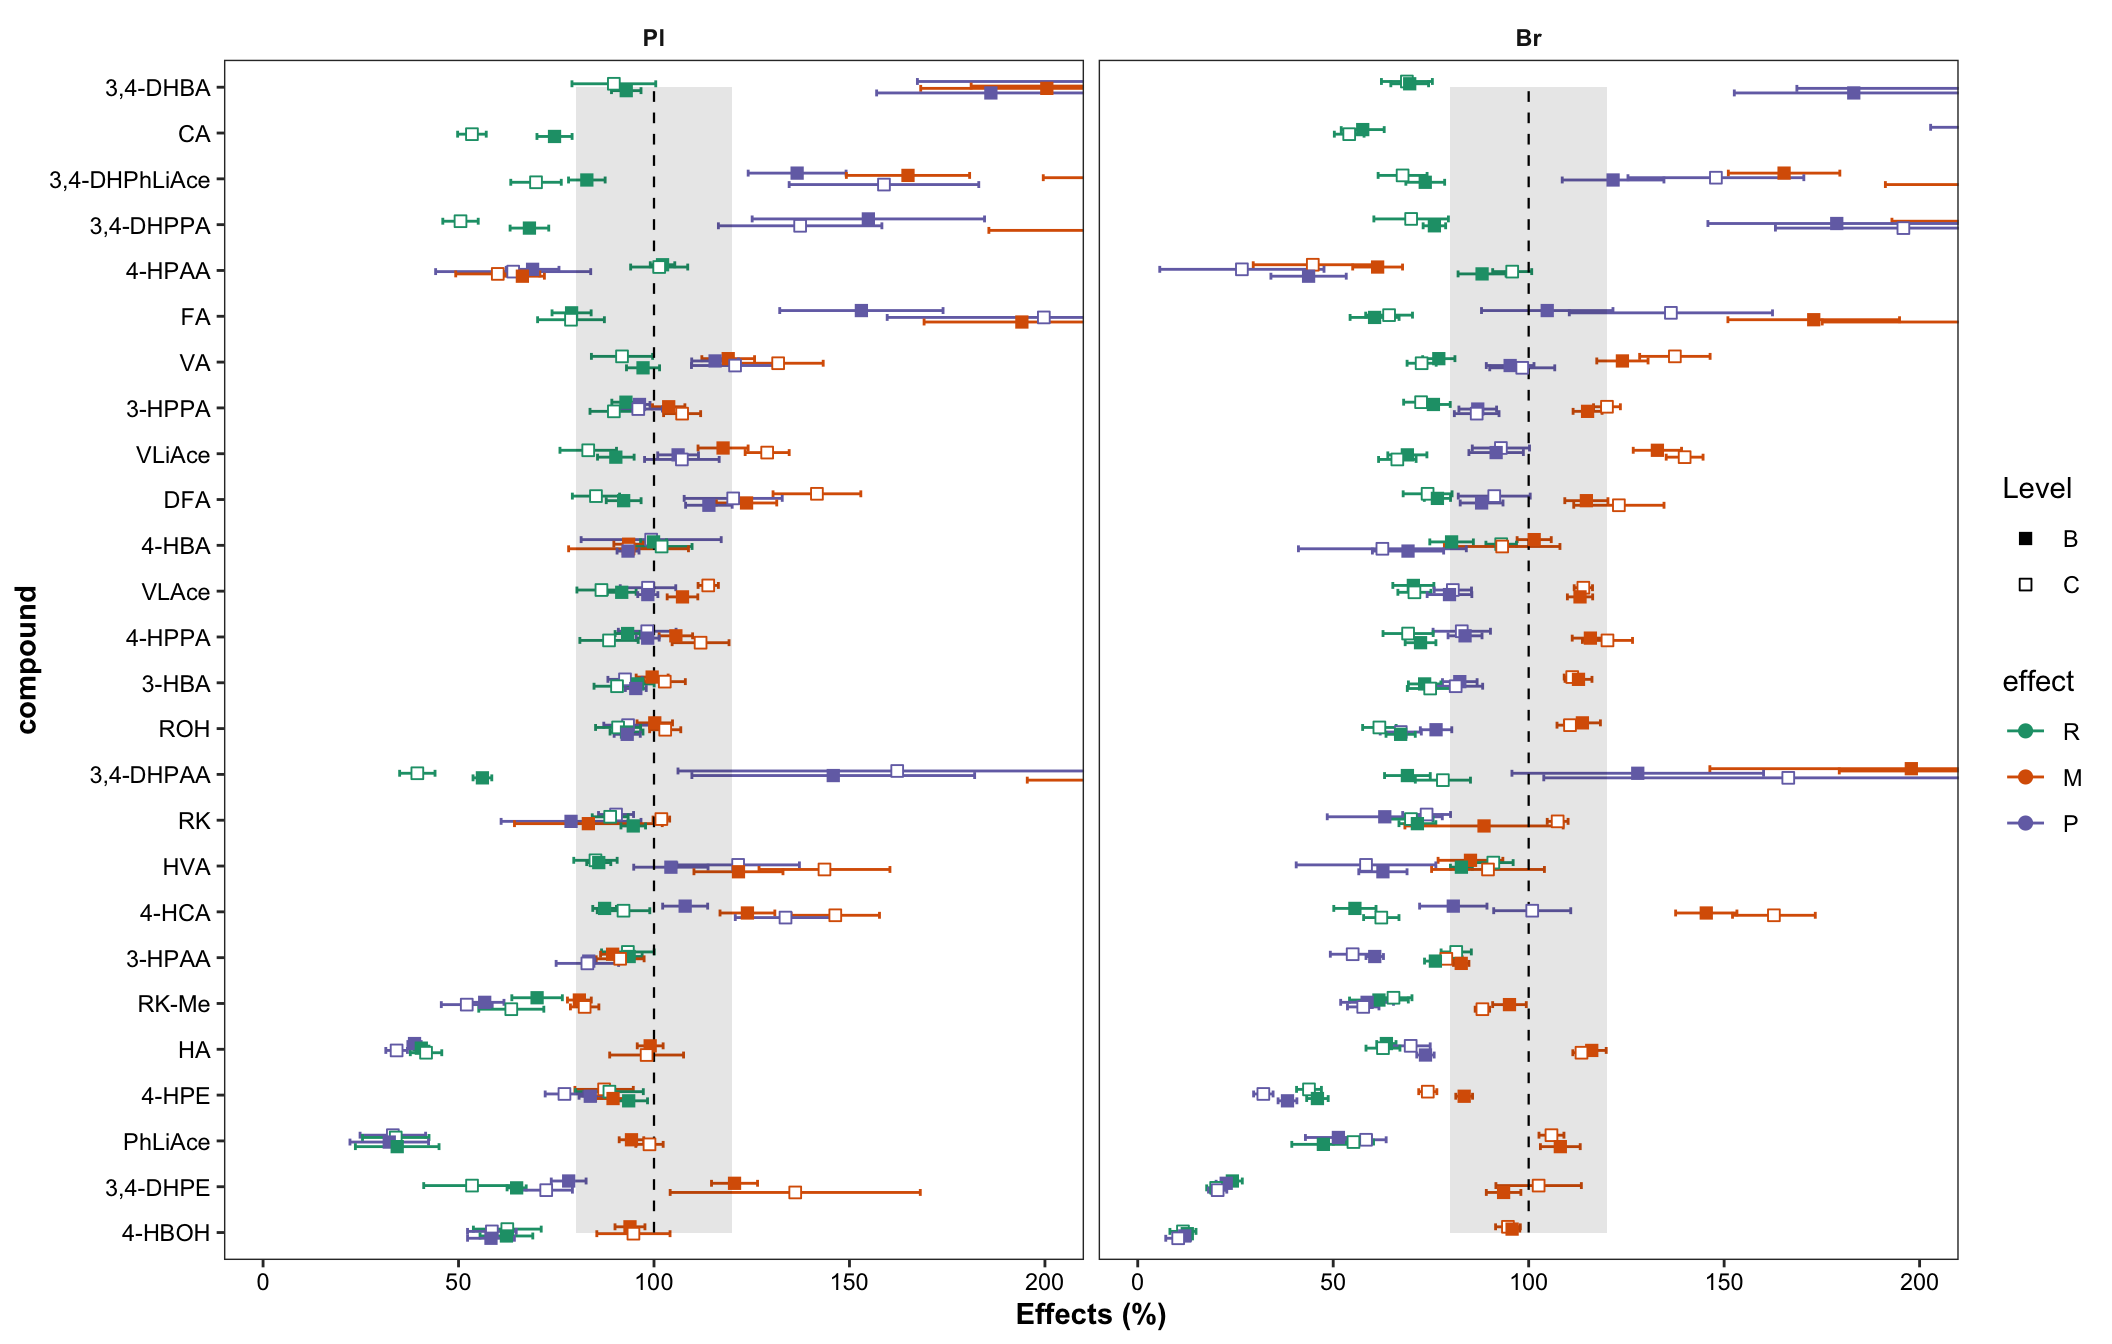 Pl
Br
3,4-DHBA
CA
3,4-DHPhLiAce
3,4-DHPPA
4-HPAA
FA
VA
3-HPPA
VLiAce
DFA
4-HBA
VLAce
4-HPPA
3-HBA
ROH
3,4-DHPAA
RK
HVA
4-HCA
3-HPAA
RK-Me
HA
4-HPE
PhLiAce
3,4-DHPE
4-HBOH
compound
0 50 100 150 200
0 50 100 150 200
Effects (%)
Level
B
C
effect
R
M
P